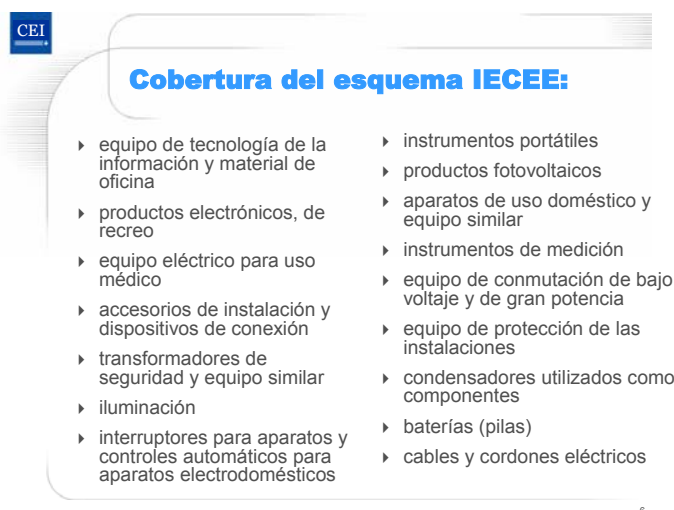 CEI
Cobertura del esquema IECEE:
equipo de tecnología de la
información y material de
oficina
productos electrónicos, de
recreo
equipo eléctrico para uso
médico
accesorios de instalación y
dispositivos de conexión
transformadores de
seguridad y equipo similar
iluminación
interruptores para aparatos y
controles automáticos para
aparatos electrodomésticos
instrumentos portátiles
productos fotovoltaicos
aparatos de uso doméstico y
equipo similar
instrumentos de medición
equipo de conmutación de bajo
voltaje y de gran potencia
equipo de protección de las
instalaciones
condensadores utilizados como
componentes
baterías (pilas)
cables y cordones eléctricos